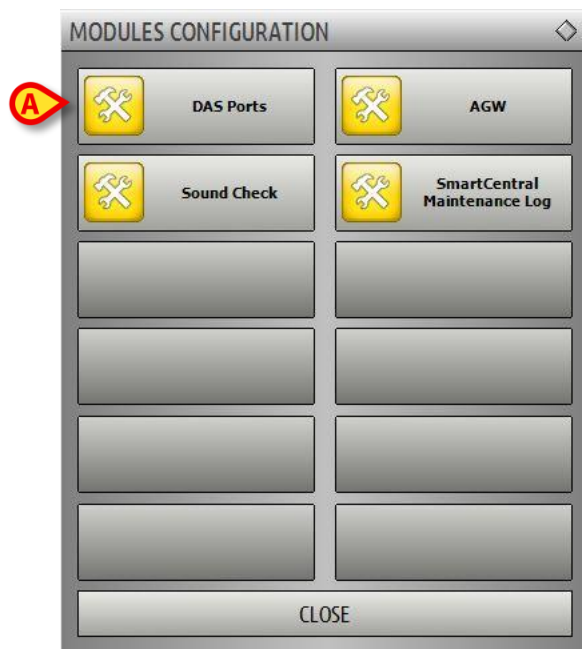 MODULES CONFIGURATION
A
DAS Ports
AGW
Sound Check
SmartCentral
Maintenance Log
CLOSE